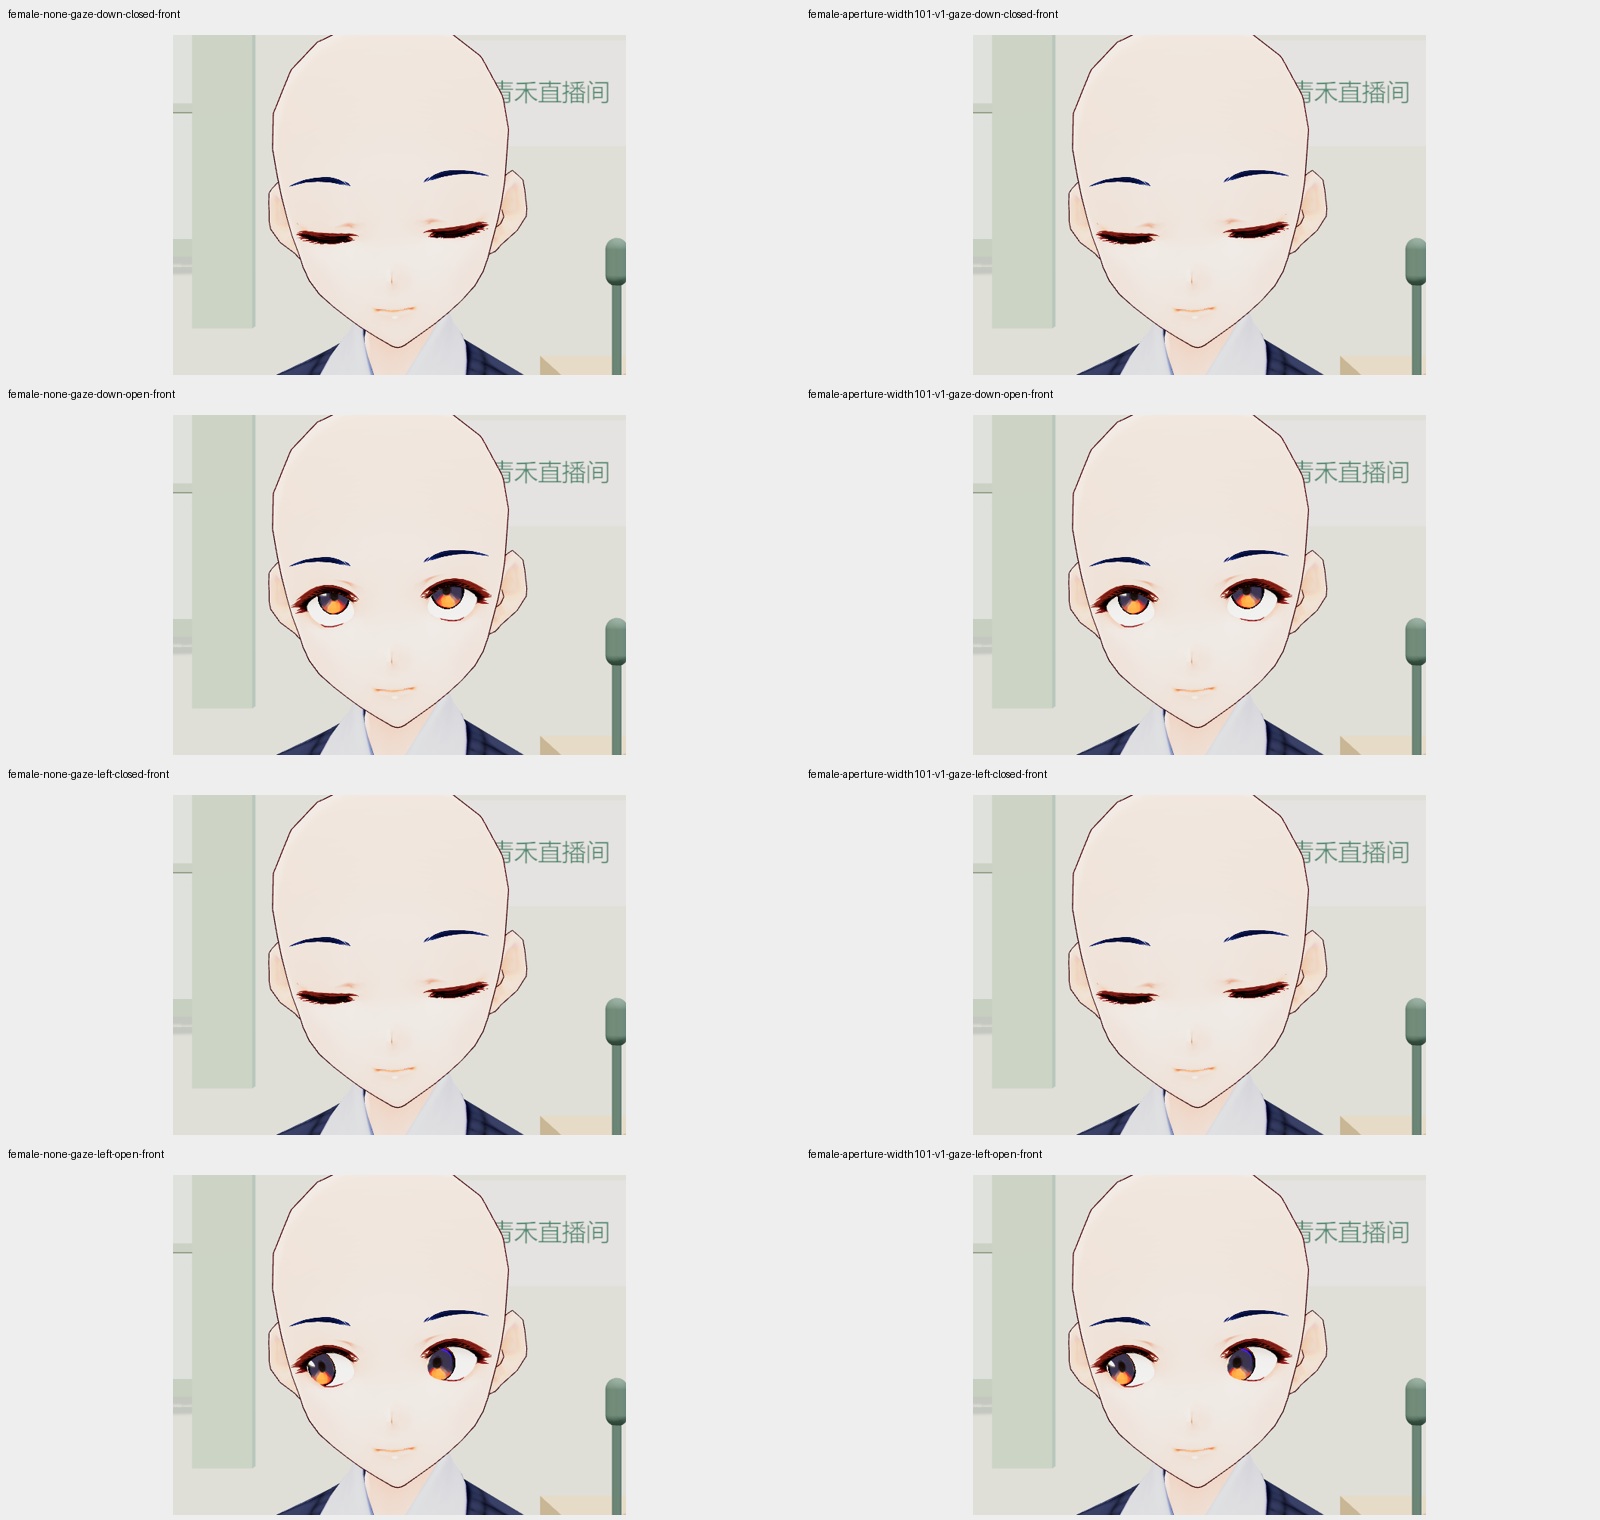 female-none-gaze-down-closed-front
female-aperture-width101-v1-gaze-down-closed-front
青禾直播间
青禾直播间
female-none-gaze-down-open-front
female-aperture-width101-v1-gaze-down-open-front
青禾直播间
青禾直播间
female-none-gaze-left-closed-front
female-aperture-width101-v1-gaze-left-closed-front
青禾直播间
青禾直播间
female-none-gaze-left-open-front
female-aperture-width101-v1-gaze-left-open-front
青禾直播间
青禾直播间